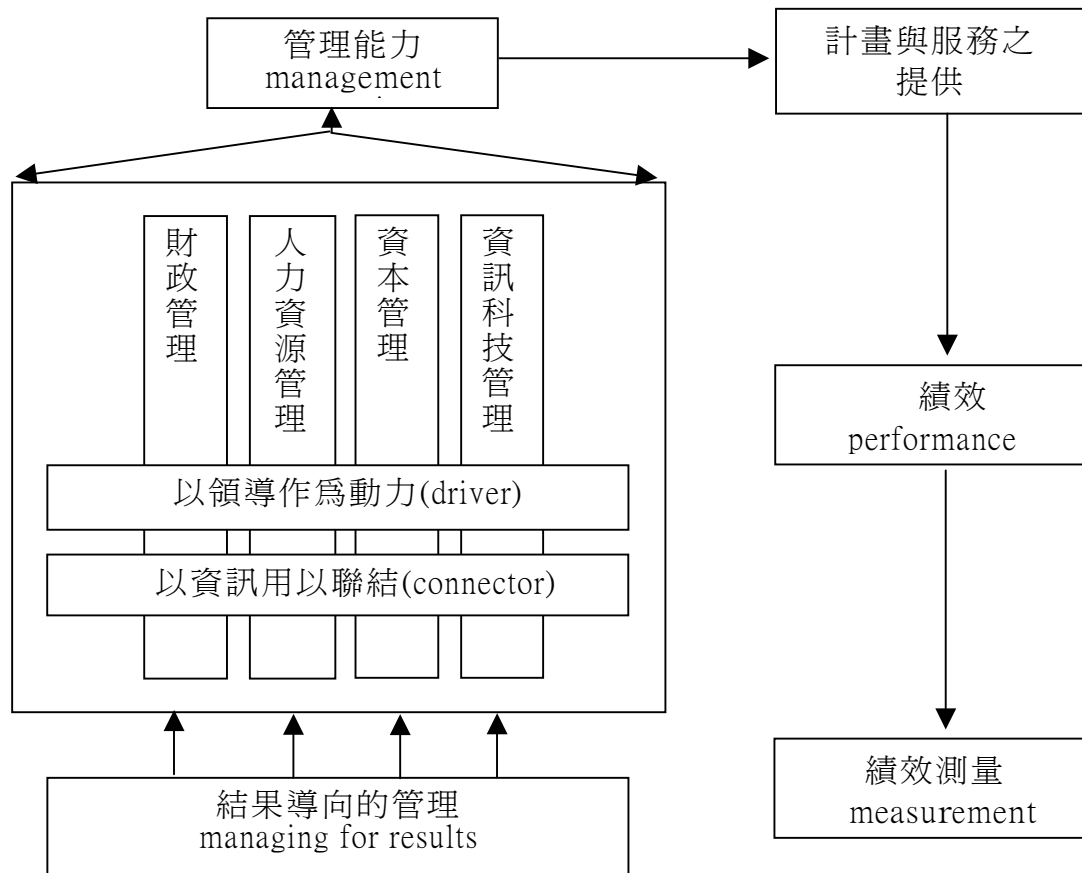 管理能力
management
計畫與服務之
提供
財政管理
人力資源管理
資本管理
資訊科技管理
以領導作爲動力(driver)
以資訊用以聯結(connector)
結果導向的管理
managing for results
績效
performance
績效測量
measurement